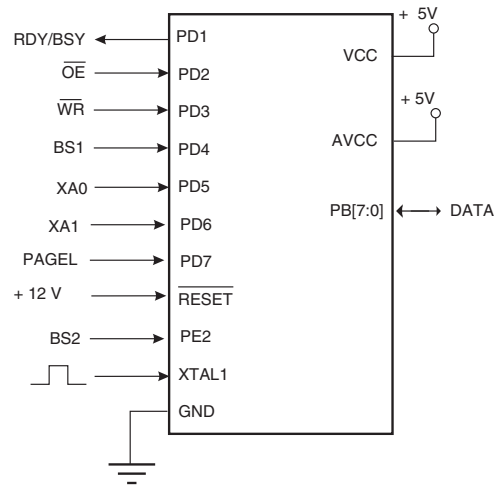 + 5V
RDY/BSY PD1
VCC
OE PD2
+ 5V
WR PD3
BS1 PD4 AVCC
XA0 PD5
PB[7:0] DATA
XA1 PD6
PAGEL PD7
+ 12 V RESET
BS2 PE2
XTAL1
GND